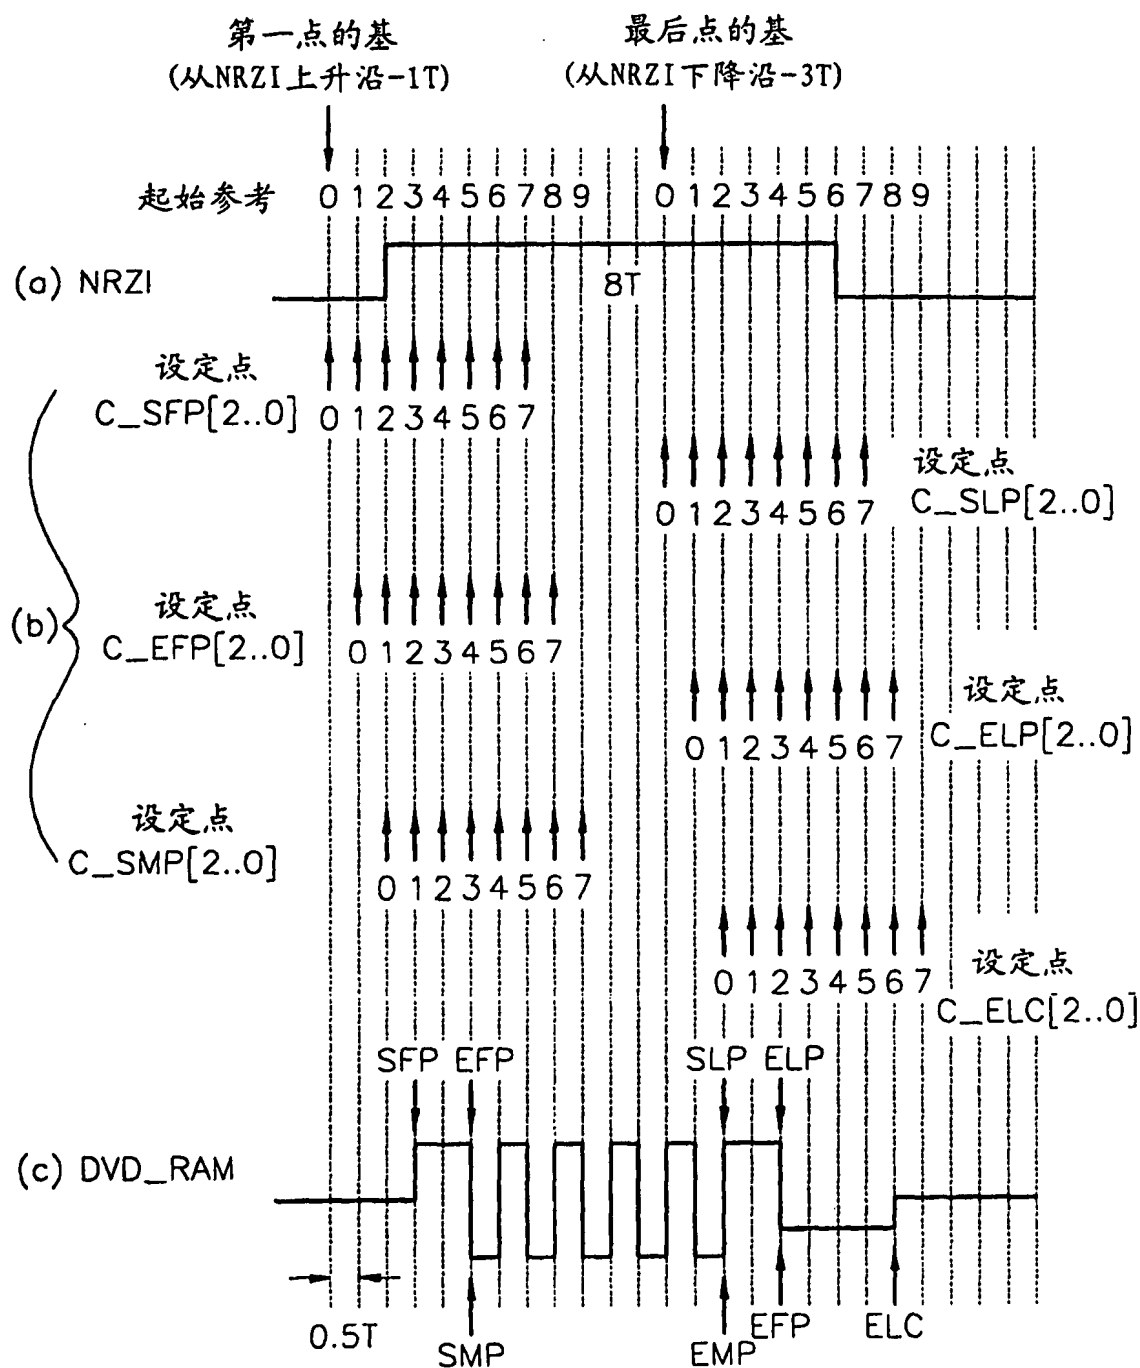 第一点的基
(从NRZI上升沿-1T)
最后点的基
(从NRZI下降沿-3T)
起始参考 0 1 2 3 4 5 6 7 8 9 0 1 2 3 4 5 6 7 8 9
(a) NRZI
8T
设定点
C_SFP[2..0] 0 1 2 3 4 5 6 7
设定点
0 1 2 3 4 5 6 7 C_SLP[2..0]
(b)
设定点
C_EFP[2..0] 0 1 2 3 4 5 6 7
设定点
0 1 2 3 4 5 6 7 C_ELP[2..0]
设定点
C_SMP[2..0] 0 1 2 3 4 5 6 7
设定点
0 1 2 3 4 5 6 7 C_ELC[2..0]
SFP EFP SLP ELP
(c) DVD_RAM
0.5T SMP EMP EFP ELC